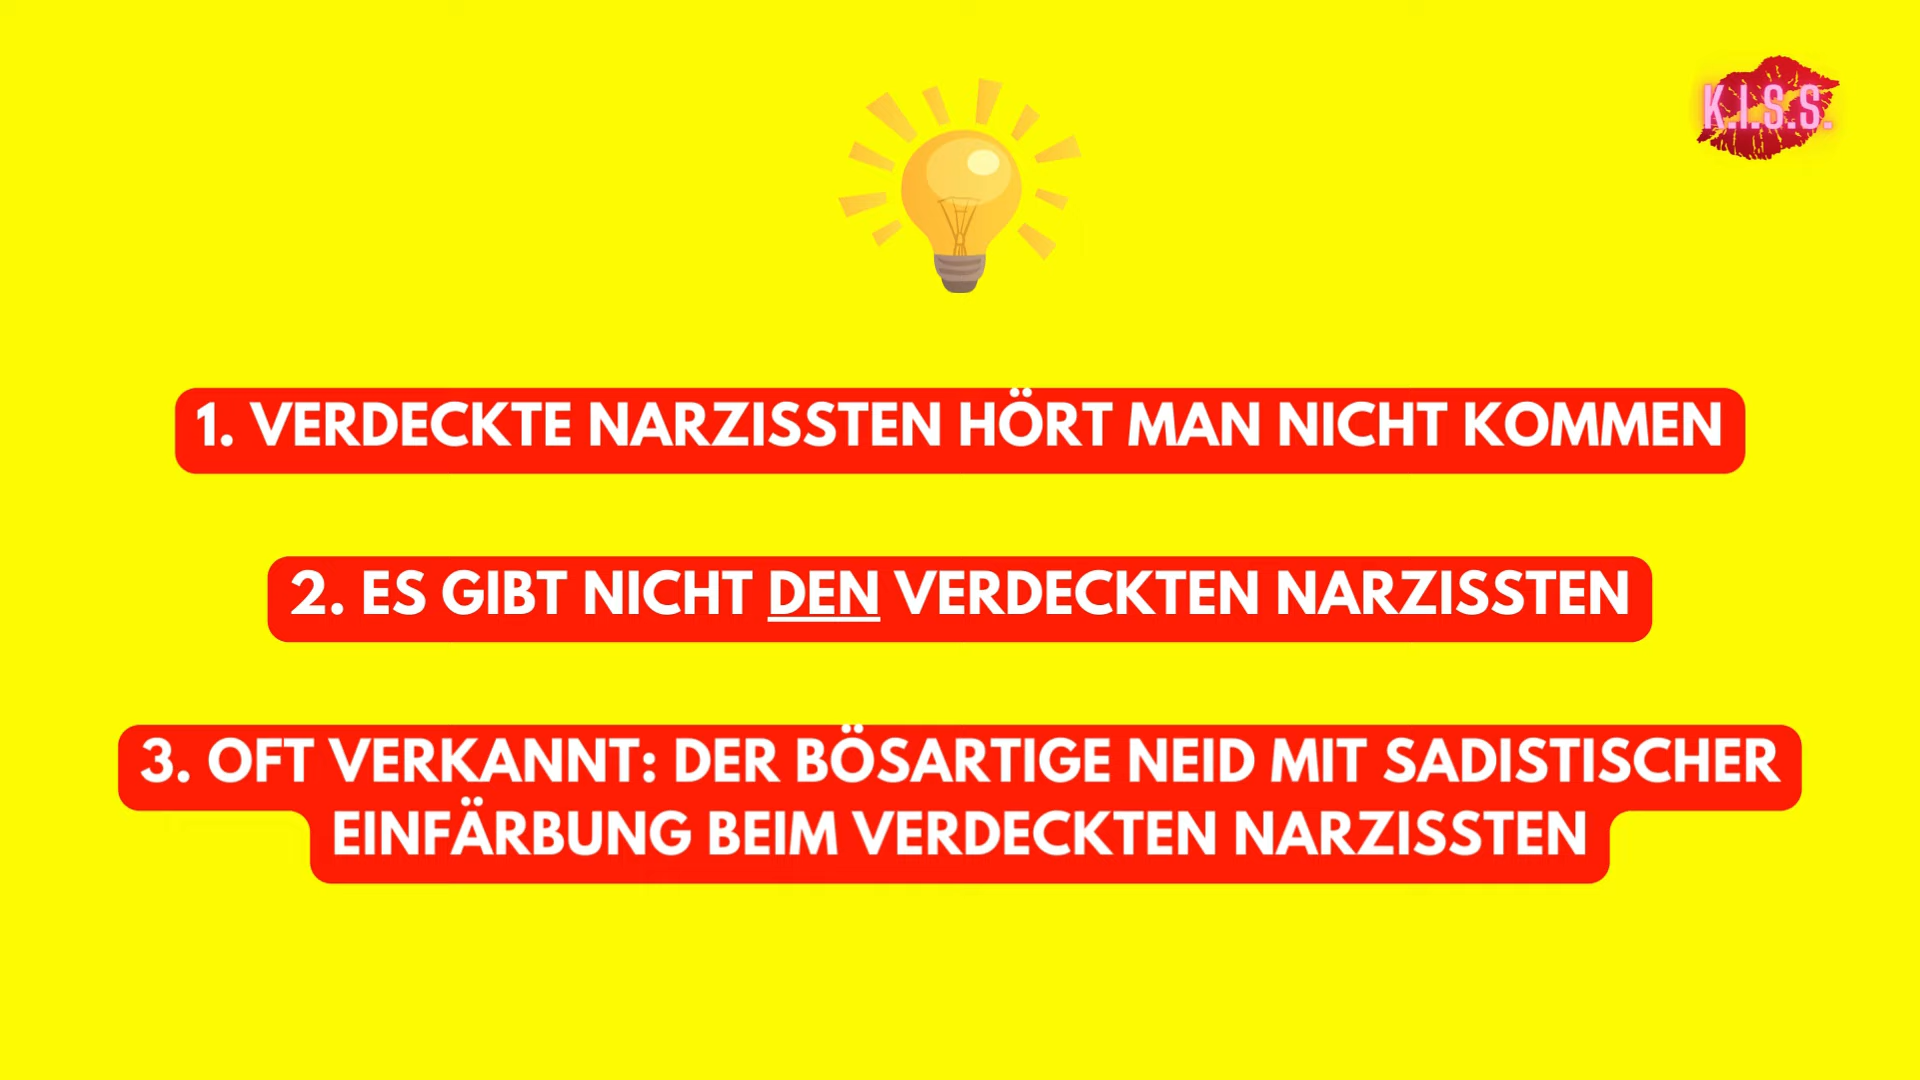 K.I.S.S.
1. VERDECKTE NARZISSTEN HÖRT MAN NICHT KOMMEN
2. ES GIBT NICHT DEN VERDECKTEN NARZISSTEN
3. OFT VERKANNT: DER BÖSARTIGE NEID MIT SADISTISCHER
EINFÄRBUNG BEIM VERDECKTEN NARZISSTEN